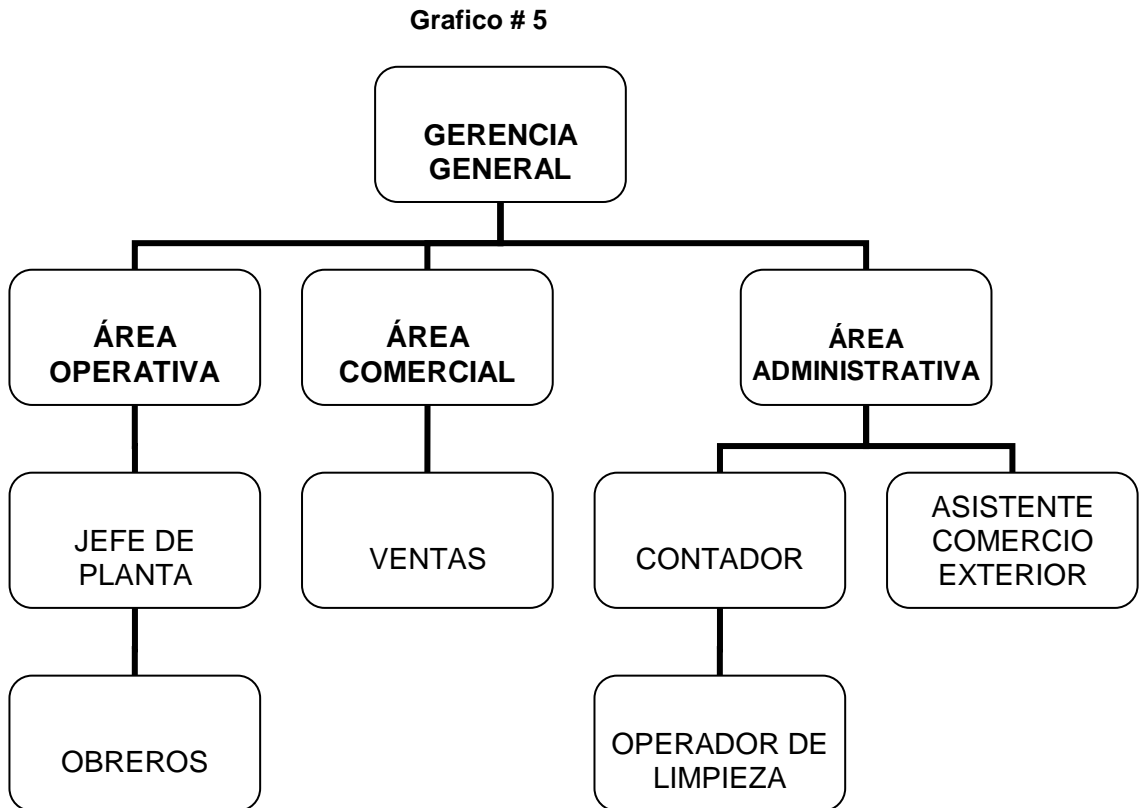 Grafico # 5
GERENCIA
GENERAL
ÁREA
OPERATIVA
ÁREA
COMERCIAL
ÁREA
ADMINISTRATIVA
JEFE DE
PLANTA
VENTAS
CONTADOR
ASISTENTE
COMERCIO
EXTERIOR
OBREROS
OPERADOR DE
LIMPIEZA